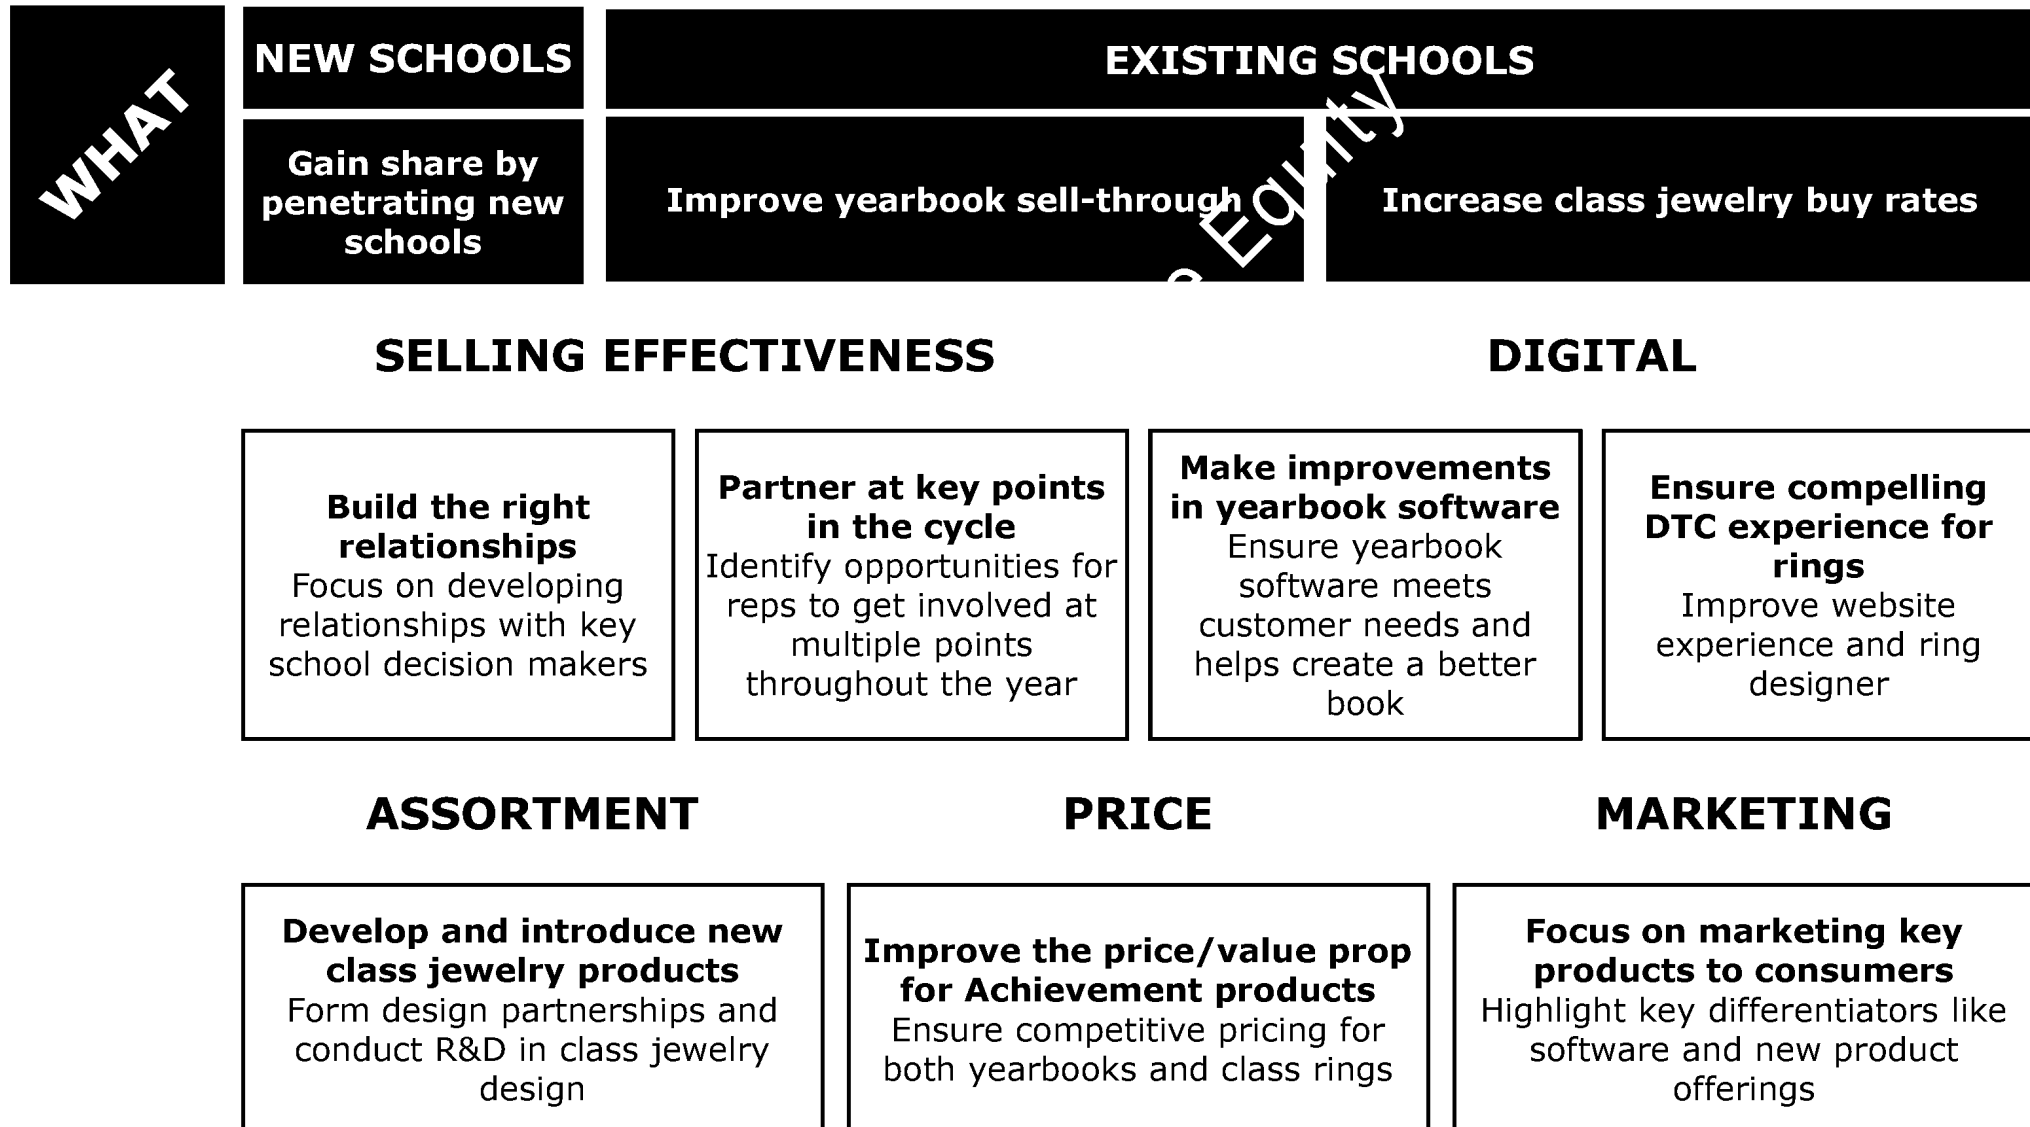 WHAT
NEW SCHOOLS
EXISTING SCHOOLS
Gain share by
penetrating new
schools
Improve yearbook sell-through
Increase class jewelry buy rates
Equity
SELLING EFFECTIVENESS
DIGITAL
Build the right
relationships
Focus on developing
relationships with key
school decision makers
Partner at key points
in the cycle
Identify opportunities for
reps to get involved at
multiple points
throughout the year
Make improvements
in yearbook software
Ensure yearbook
software meets
customer needs and
helps create a better
book
Ensure compelling
DTC experience for
rings
Improve website
experience and ring
designer
ASSORTMENT
PRICE
MARKETING
Develop and introduce new
class jewelry products
Form design partnerships and
conduct R&D in class jewelry
design
Improve the price/value prop
for Achievement products
Ensure competitive pricing for
both yearbooks and class rings
Focus on marketing key
products to consumers
Highlight key differentiators like
software and new product
offerings